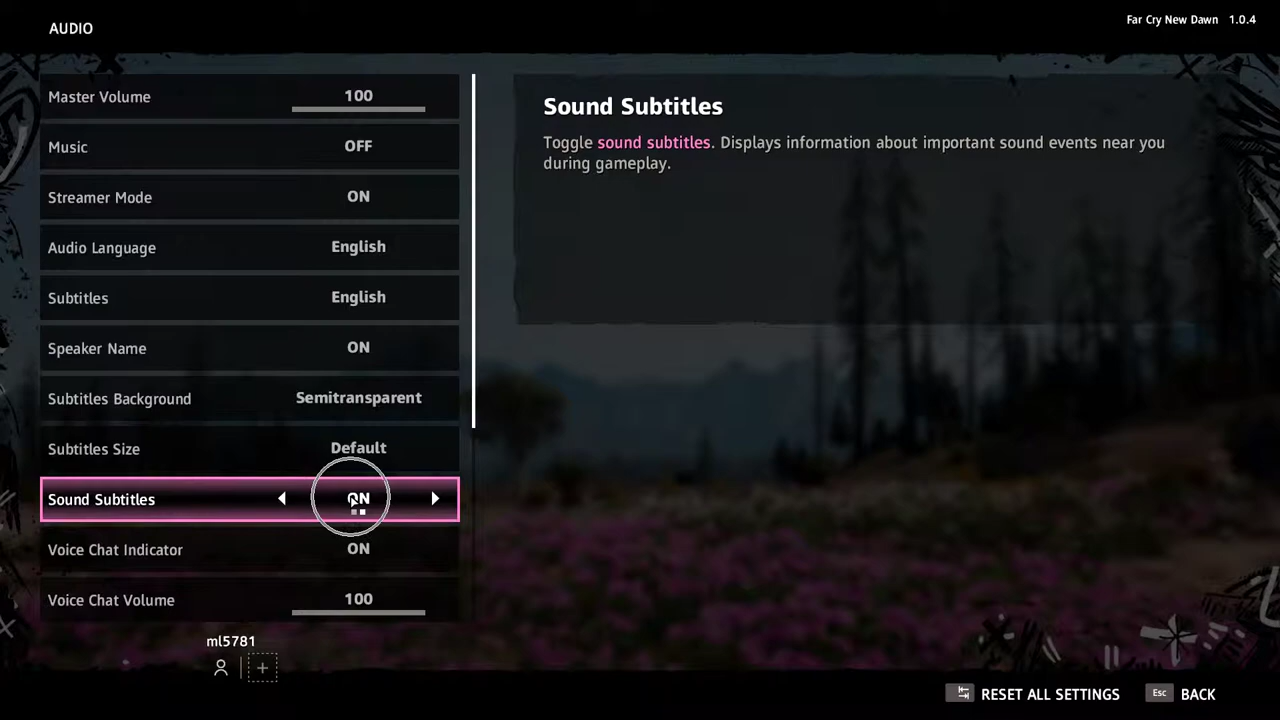 AUDIO
Far Cry New Dawn 1.0.4
Master Volume 100
Music OFF
Streamer Mode ON
Audio Language English
Subtitles English
Speaker Name ON
Subtitles Background Semitransparent
Subtitles Size Default
Sound Subtitles ON
Voice Chat Indicator ON
Voice Chat Volume 100
Sound Subtitles
Toggle sound subtitles. Displays information about important sound events near you
during gameplay.
ml5781
RESET ALL SETTINGS
Esc BACK